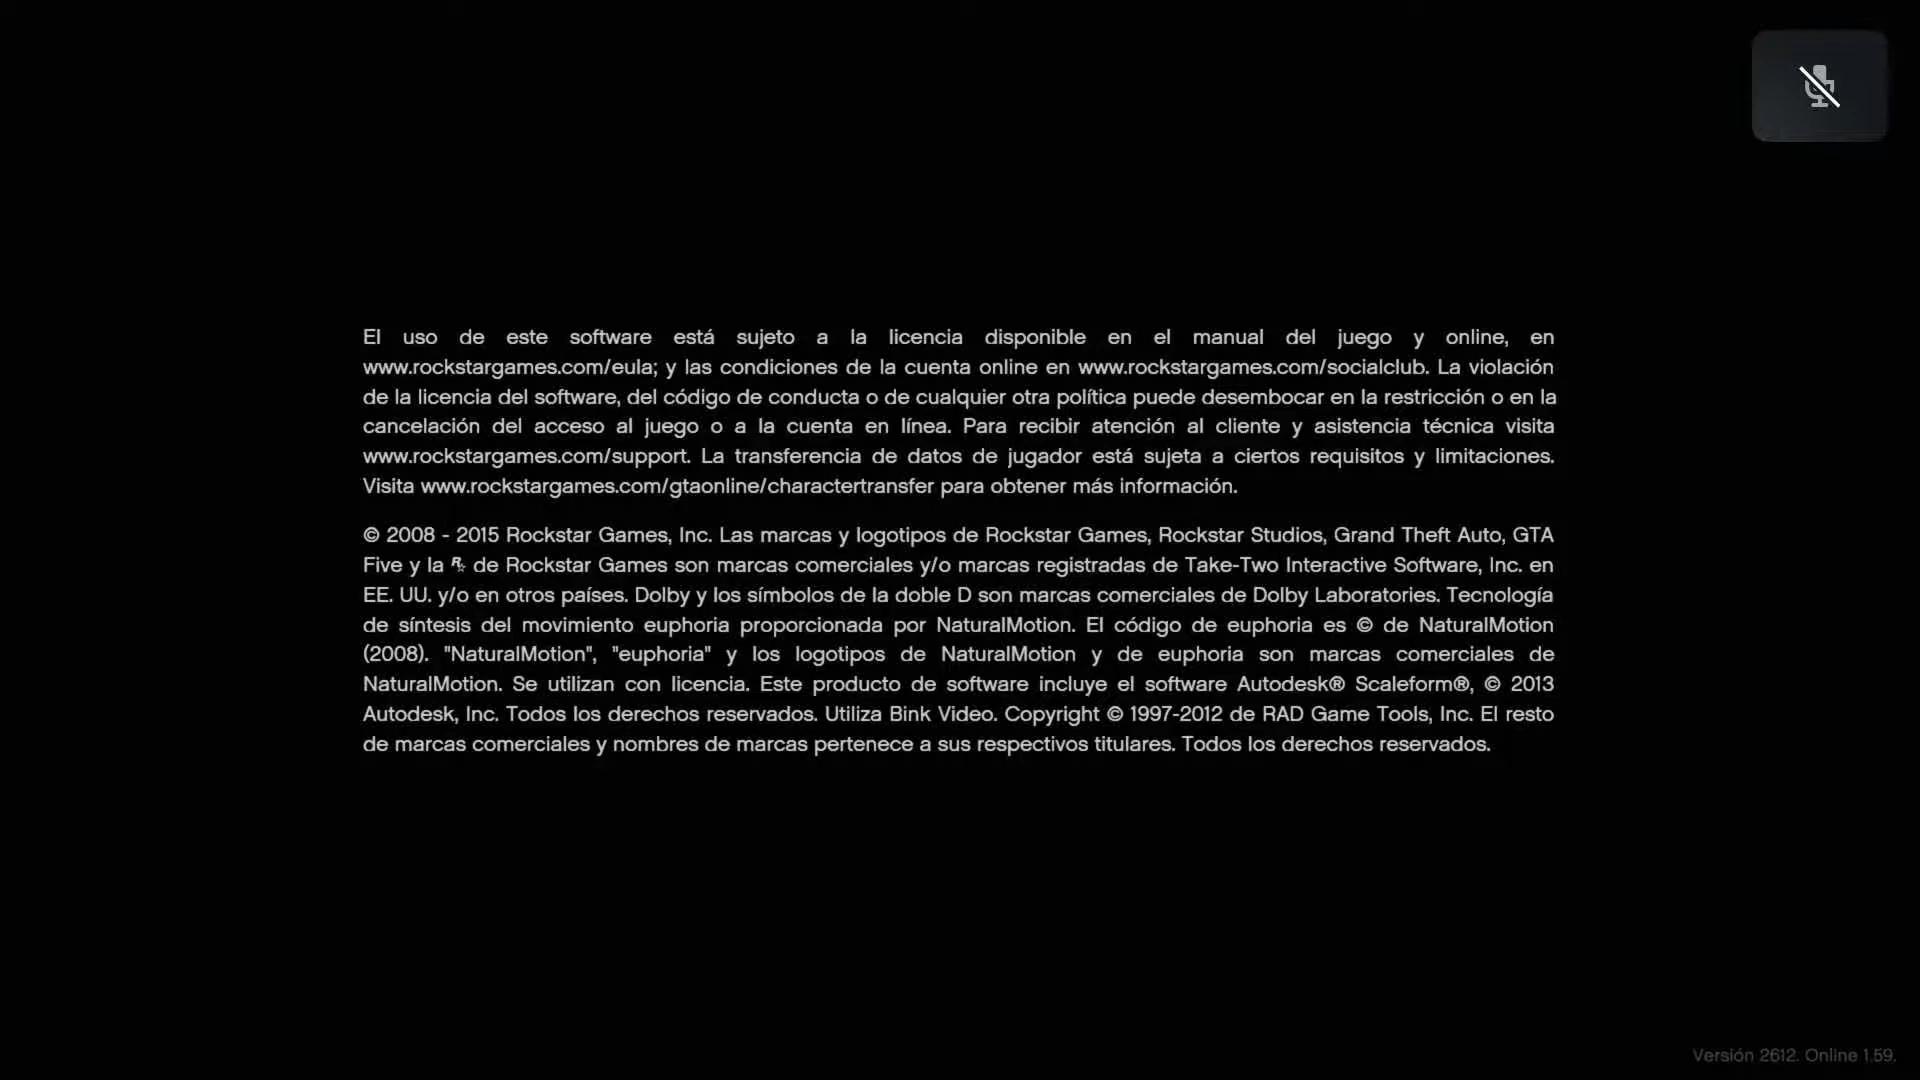 El uso de este software está sujeto a la licencia disponible en el manual del juego y online, en
www.rockstargames.com/eula; y las condiciones de la cuenta online en www.rockstargames.com/socialclub. La violación
de la licencia del software, del código de conducta o de cualquier otra política puede desembocar en la restricción o en la
cancelación del acceso al juego o a la cuenta en línea. Para recibir atención al cliente y asistencia técnica visita
www.rockstargames.com/support. La transferencia de datos de jugador está sujeta a ciertos requisitos y limitaciones.
Visita www.rockstargames.com/gtaonline/charactertransfer para obtener más información.
© 2008 - 2015 Rockstar Games, Inc. Las marcas y logotipos de Rockstar Games, Rockstar Studios, Grand Theft Auto, GTA
Five y la R* de Rockstar Games son marcas comerciales y/o marcas registradas de Take-Two Interactive Software, Inc. en
EE. UU. y/o en otros países. Dolby y los símbolos de la doble D son marcas comerciales de Dolby Laboratories. Tecnología
de síntesis del movimiento euphoria proporcionada por NaturalMotion. El código de euphoria es © de NaturalMotion
(2008). "NaturalMotion", "euphoria" y los logotipos de NaturalMotion y de euphoria son marcas comerciales de
NaturalMotion. Se utilizan con licencia. Este producto de software incluye el software Autodesk® Scaleform®, © 2013
Autodesk, Inc. Todos los derechos reservados. Utiliza Bink Video. Copyright © 1997-2012 de RAD Game Tools, Inc. El resto
de marcas comerciales y nombres de marcas pertenece a sus respectivos titulares. Todos los derechos reservados.
Versión 2612. Online 1.59.